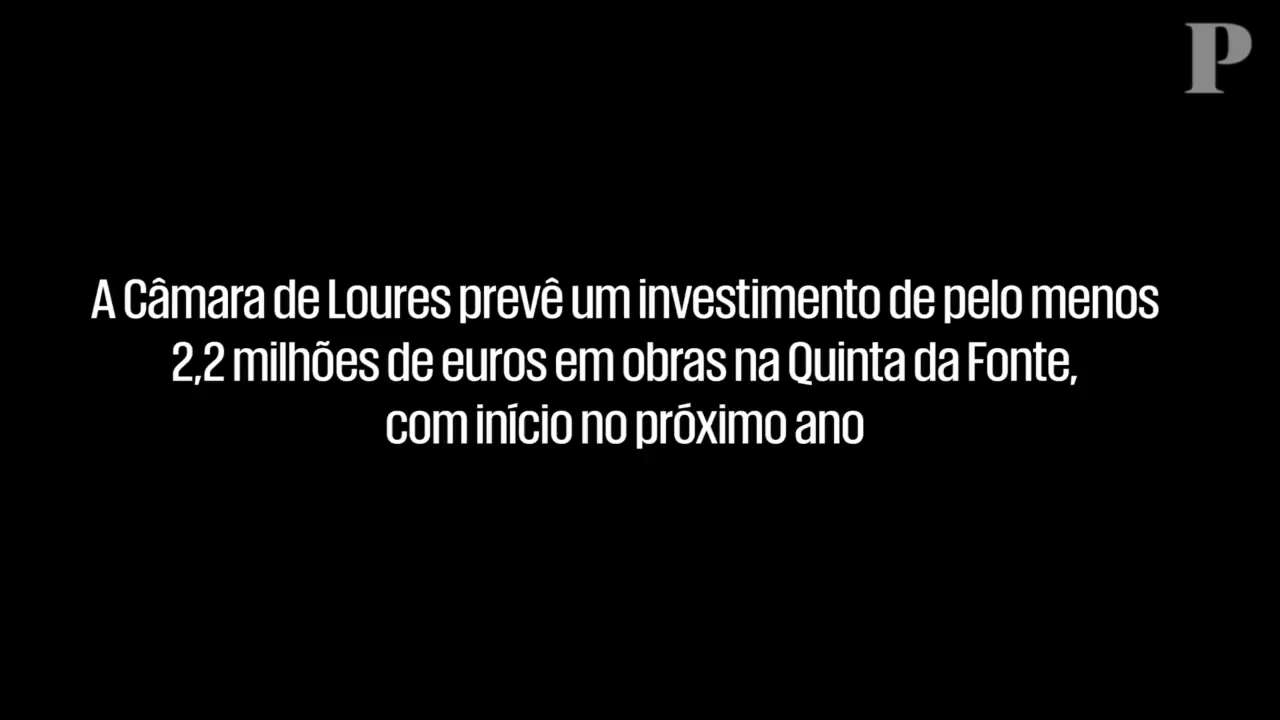 P
A Câmara de Loures prevê um investimento de pelo menos
2,2 milhões de euros em obras na Quinta da Fonte,
com início no próximo ano